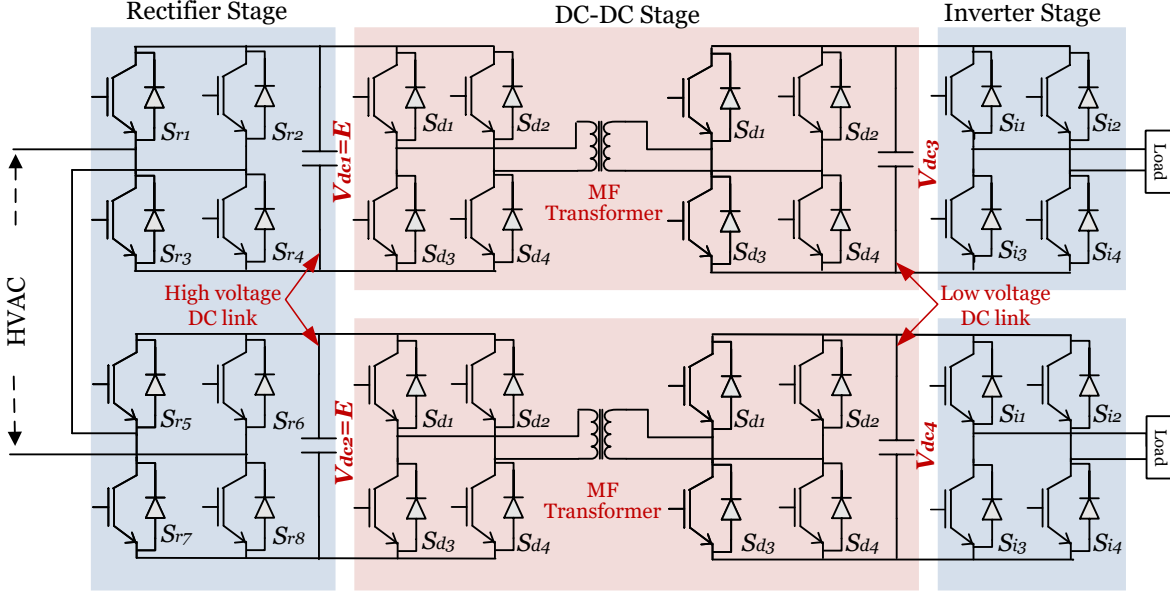 Rectifier Stage
DC-DC Stage
Inverter Stage
Sr1
Sr2
Sd1
Sd2
Sd1
Sd2
Si1
Si2
Load
Vdc1=E
Vdc3
MF
Transformer
Sr3
Sr4
Sd3
Sd4
Sd3
Sd4
Si3
Si4
HVAC
High voltage
DC link
Low voltage
DC link
Sr5
Sr6
Sd1
Sd2
Sd1
Sd2
Si1
Si2
Load
Vdc2=E
Vdc4
MF
Transformer
Sr7
Sr8
Sd3
Sd4
Sd3
Sd4
Si3
Si4